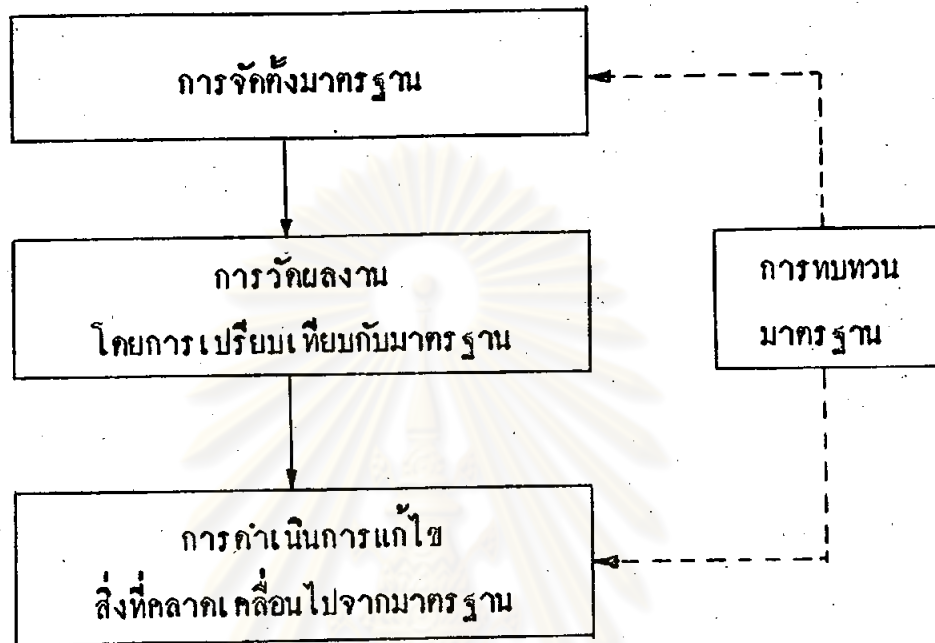 การจัดตั้งมาตรฐาน
การวัดผลงาน
โดยการเปรียบเทียบกับมาตรฐาน
การทบทวน
มาตรฐาน
การดำเนินการแก้ไข
สิ่งที่คลาดเคลื่อนไปจากมาตรฐาน